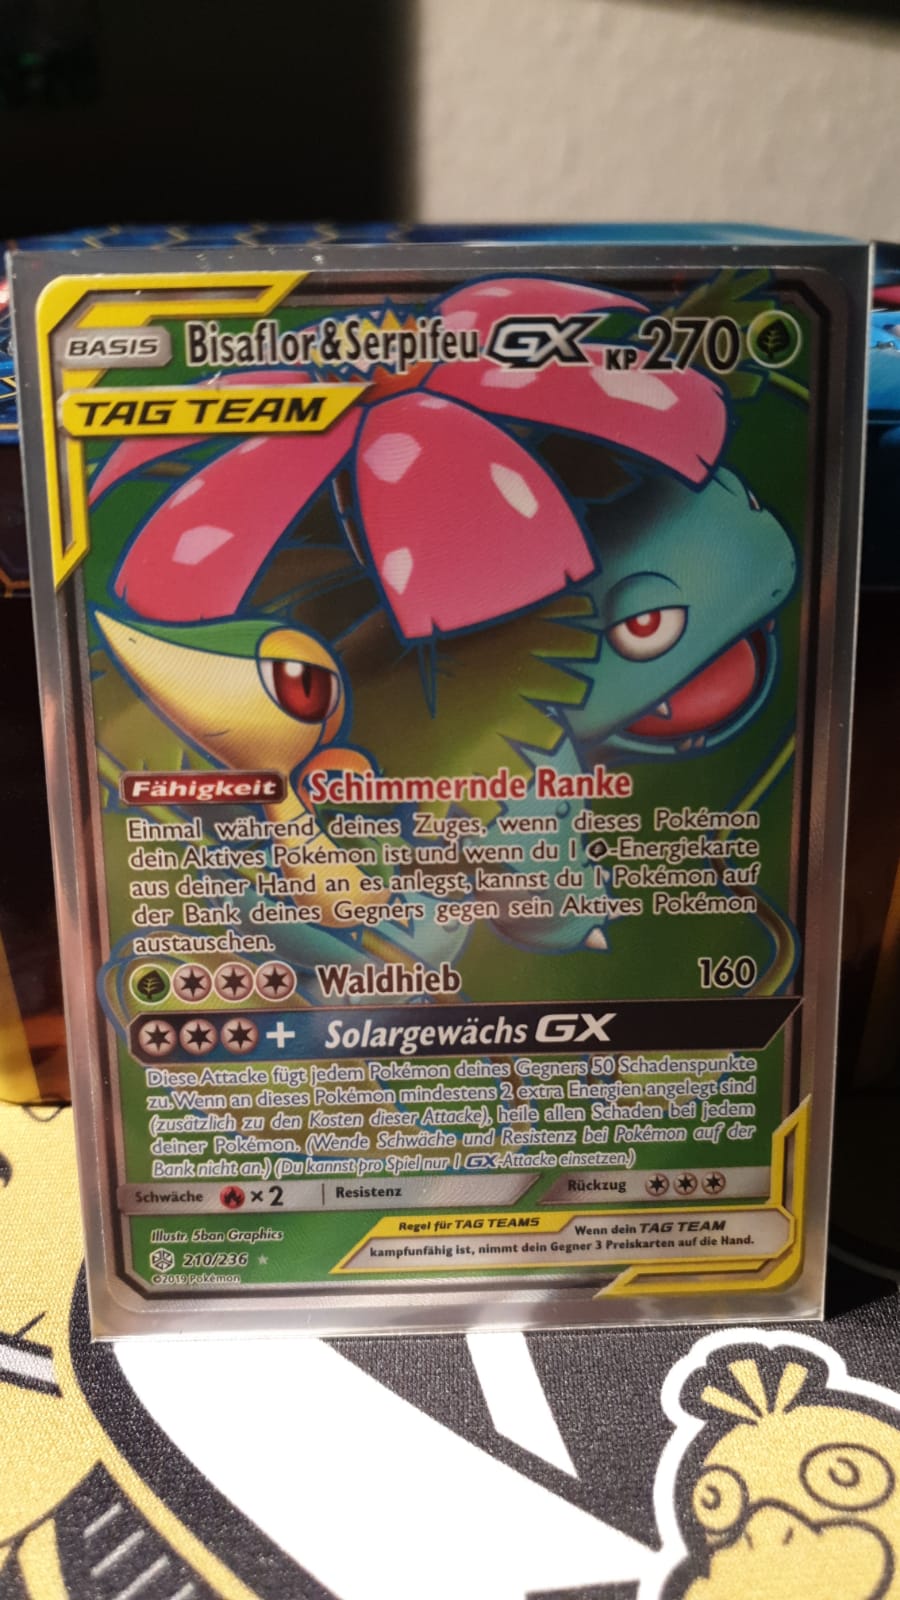 BASIS Bisaflor&Serpifeu GX KP 270
TAG TEAM
Fähigkeit Schimmernde Ranke
Einmal während deines Zuges, wenn dieses Pokémon
dein Aktives Pokémon ist und wenn du 1 -Energiekarte
aus deiner Hand an es anlegst, kannst du 1 Pokémon auf
der Bank deines Gegners gegen sein Aktives Pokémon
austauschen.
Waldhieb 160
+ Solargewächs GX
Diese Attacke fügt jedem Pokémon deines Gegners 50 Schadenspunkte
zu. Wenn an dieses Pokémon mindestens 2 extra Energien angelegt sind
(zusätzlich zu den Kosten dieser Attacke), heile allen Schaden bei jedem
deiner Pokémon. (Wende Schwäche und Resistenz bei Pokémon auf der
Bank nicht an.) (Du kannst pro Spiel nur 1 GX-Attacke einsetzen.)
Schwäche ×2 Resistenz Rückzug
Illustr. 5ban Graphics
210/236
©2019 Pokémon
Regel für TAG TEAMS Wenn dein TAG TEAM
kampfunfähig ist, nimmt dein Gegner 3 Preiskarten auf die Hand.